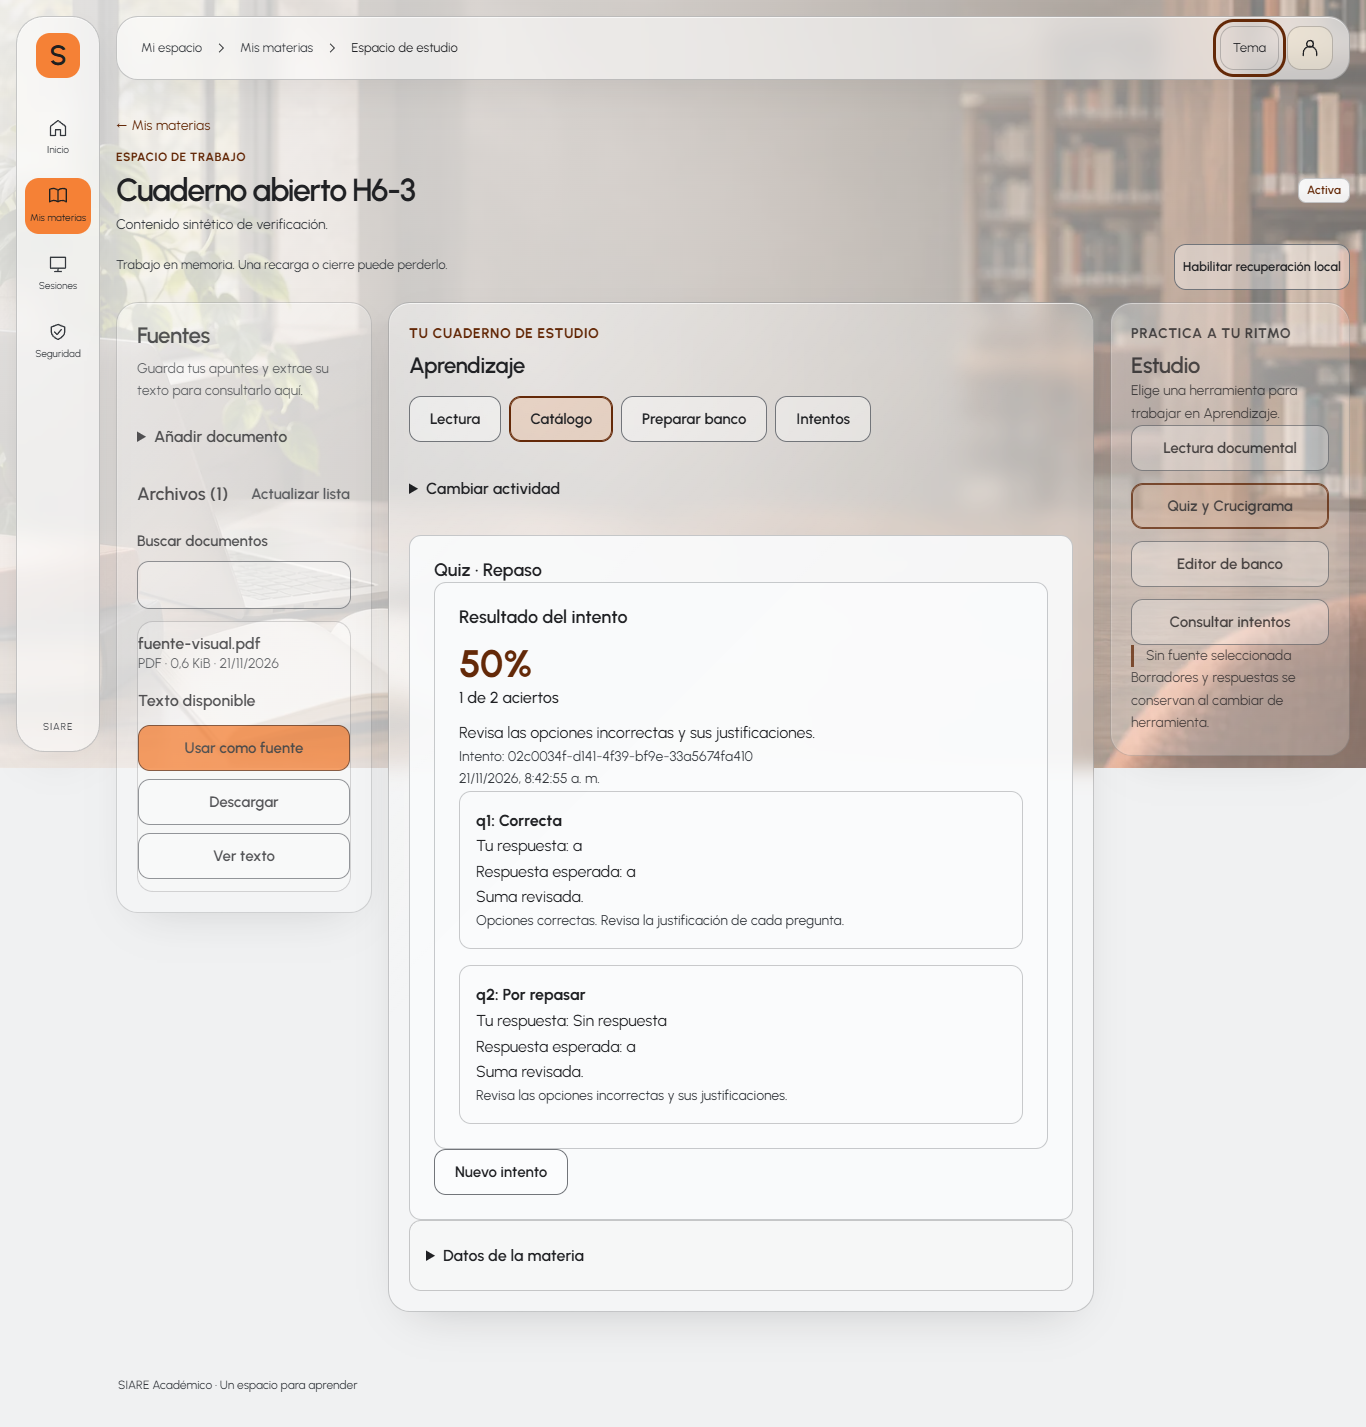 S
Inicio
Mis materias
Sesiones
Seguridad
SIARE
Mi espacio
Mis materias
Espacio de estudio
Tema
← Mis materias
ESPACIO DE TRABAJO
Cuaderno abierto H6-3
Activa
Contenido sintético de verificación.
Trabajo en memoria. Una recarga o cierre puede perderlo.
Habilitar recuperación local
Fuentes
Guarda tus apuntes y extrae su
texto para consultarlo aquí.
Añadir documento
Archivos (1)
Actualizar lista
Buscar documentos
fuente-visual.pdf
PDF · 0,6 KiB · 21/11/2026
Texto disponible
Usar como fuente
Descargar
Ver texto
TU CUADERNO DE ESTUDIO
Aprendizaje
Lectura
Catálogo
Preparar banco
Intentos
Cambiar actividad
Quiz · Repaso
Resultado del intento
50%
1 de 2 aciertos
Revisa las opciones incorrectas y sus justificaciones.
Intento: 02c0034f-d141-4f39-bf9e-33a5674fa410
21/11/2026, 8:42:55 a. m.
q1: Correcta
Tu respuesta: a
Respuesta esperada: a
Suma revisada.
Opciones correctas. Revisa la justificación de cada pregunta.
q2: Por repasar
Tu respuesta: Sin respuesta
Respuesta esperada: a
Suma revisada.
Revisa las opciones incorrectas y sus justificaciones.
Nuevo intento
Datos de la materia
PRACTICA A TU RITMO
Estudio
Elige una herramienta para
trabajar en Aprendizaje.
Lectura documental
Quiz y Crucigrama
Editor de banco
Consultar intentos
Sin fuente seleccionada
Borradores y respuestas se
conservan al cambiar de
herramienta.
SIARE Académico · Un espacio para aprender